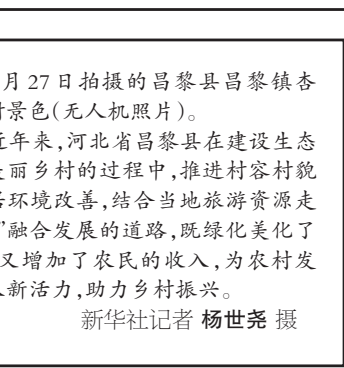 月27日拍摄的昌黎县昌黎镇杏
景色(无人机照片)。
近年来,河北省昌黎县在建设生态
丽乡村的过程中,推进村容村貌
环境改善,结合当地旅游资源走
”融合发展的道路,既绿化美化了
又增加了农民的收入,为农村发
新活力,助力乡村振兴。
新华社记者 杨世尧 摄